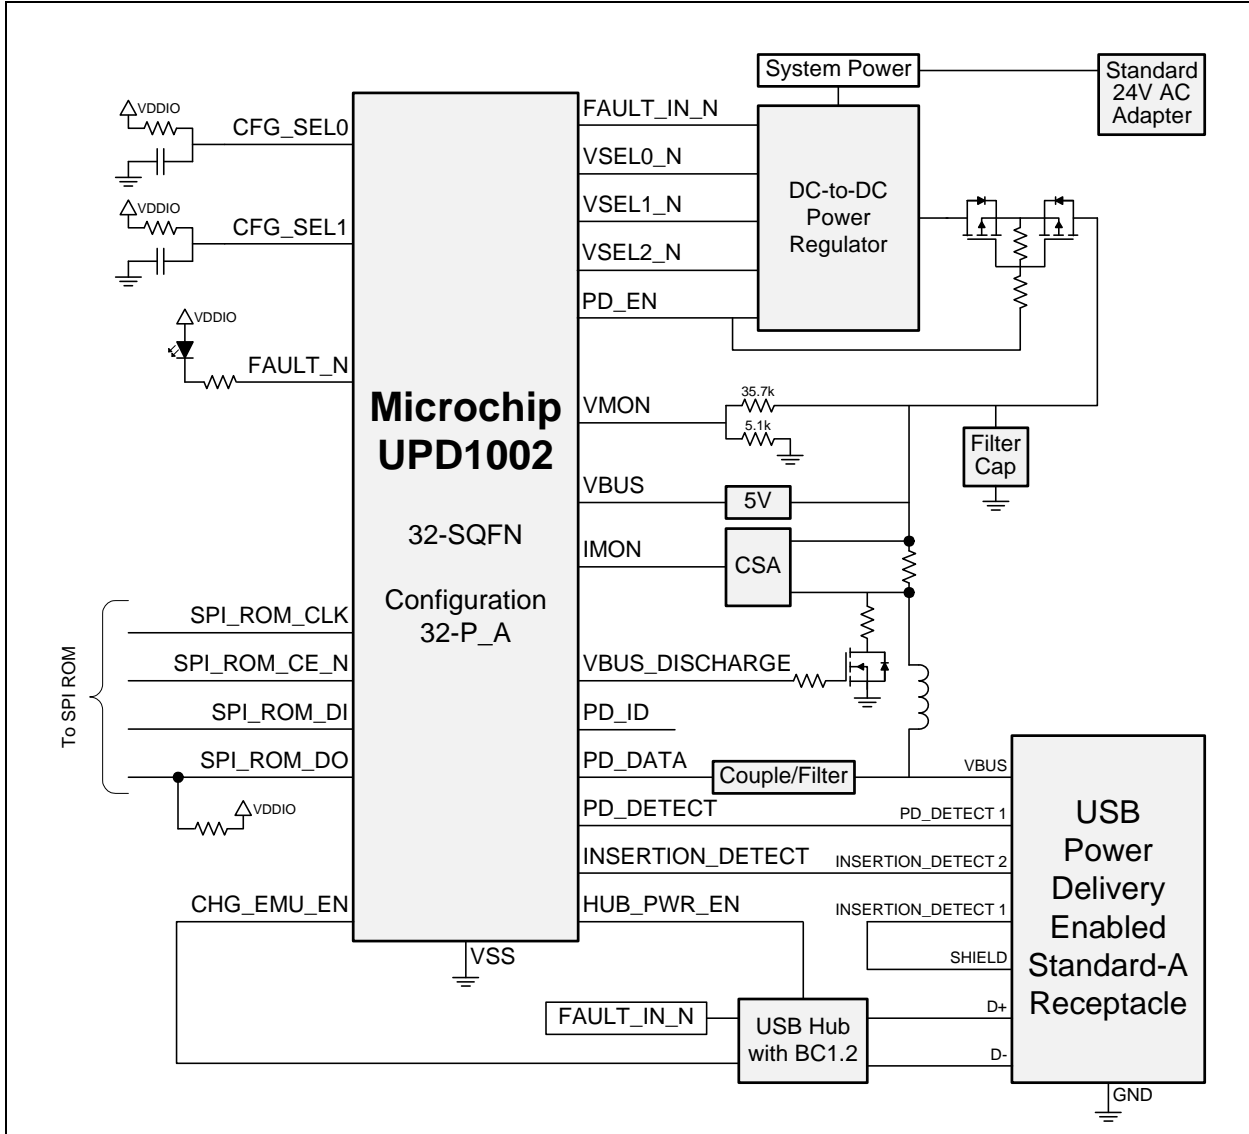 System Power
Standard
24V AC
Adapter
VDDIO
CFG_SEL0
FAULT_IN_N
VSEL0_N
DC-to-DC
Power
Regulator
VDDIO
CFG_SEL1
VSEL1_N
VSEL2_N
PD_EN
VDDIO
FAULT_N
Microchip
UPD1002
32-SQFN
Configuration
32-P_A
VMON
35.7k
5.1k
Filter
Cap
VBUS
5V
IMON
CSA
To SPI ROM
SPI_ROM_CLK
SPI_ROM_CE_N
SPI_ROM_DI
SPI_ROM_DO
VDDIO
VBUS_DISCHARGE
PD_ID
PD_DATA
Couple/Filter
VBUS
PD_DETECT
PD_DETECT 1
INSERTION_DETECT
INSERTION_DETECT 2
CHG_EMU_EN
HUB_PWR_EN
INSERTION_DETECT 1
SHIELD
USB
Power
Delivery
Enabled
Standard-A
Receptacle
VSS
FAULT_IN_N
USB Hub
with BC1.2
D+
D-
GND